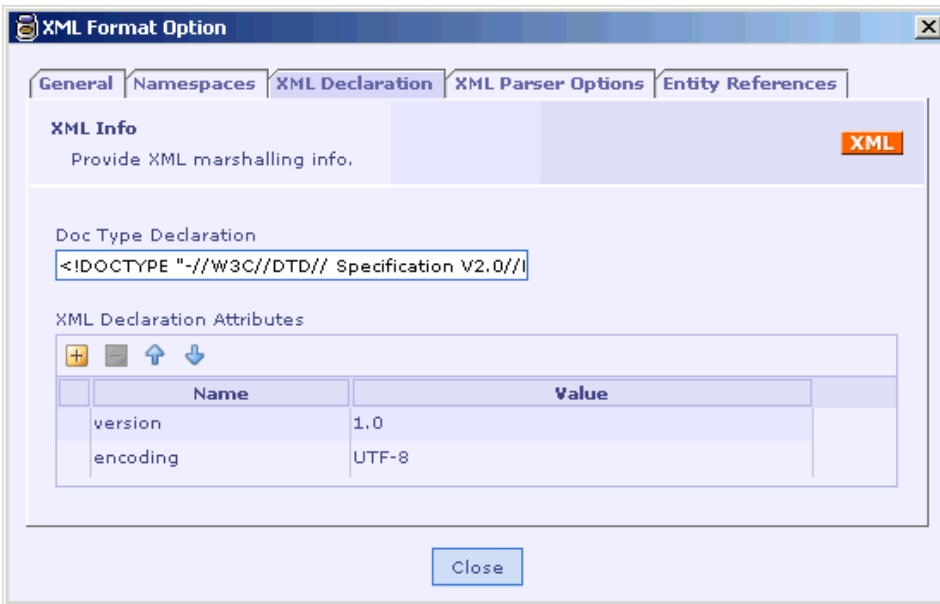 XML Format Option
General Namespaces XML Declaration XML Parser Options Entity References
XML Info
Provide XML marshalling info.
XML
Doc Type Declaration
<!DOCTYPE "-//W3C//DTD// Specification V2.0//
XML Declaration Attributes
Name Value
version 1.0
encoding UTF-8
Close